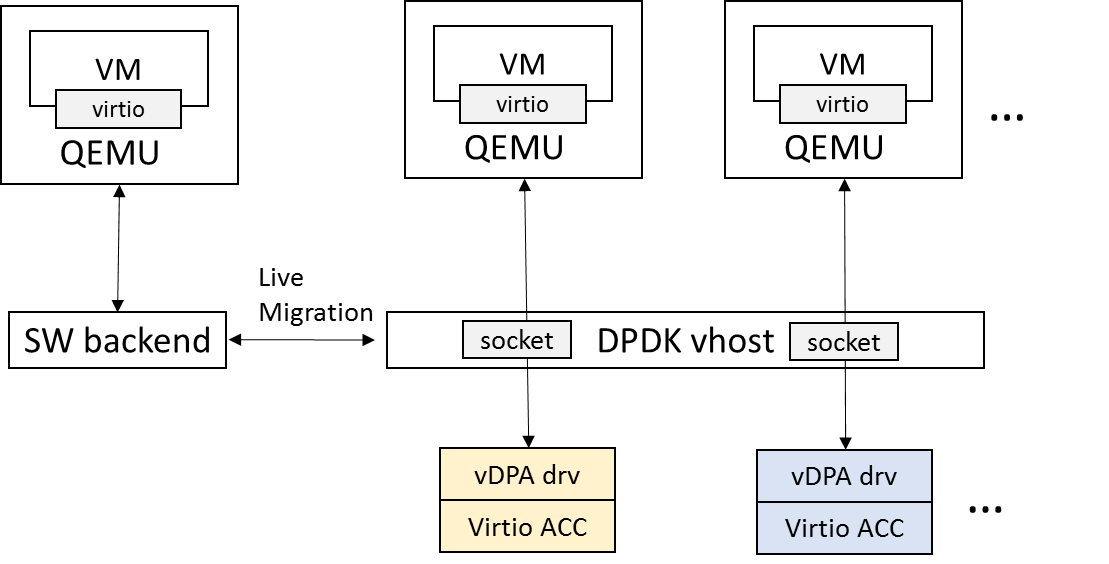 VM
virtio
QEMU
VM
virtio
QEMU
VM
virtio
QEMU
...
Live
Migration
SW backend
socket
DPDK vhost
socket
vDPA drv
Virtio ACC
vDPA drv
Virtio ACC
...